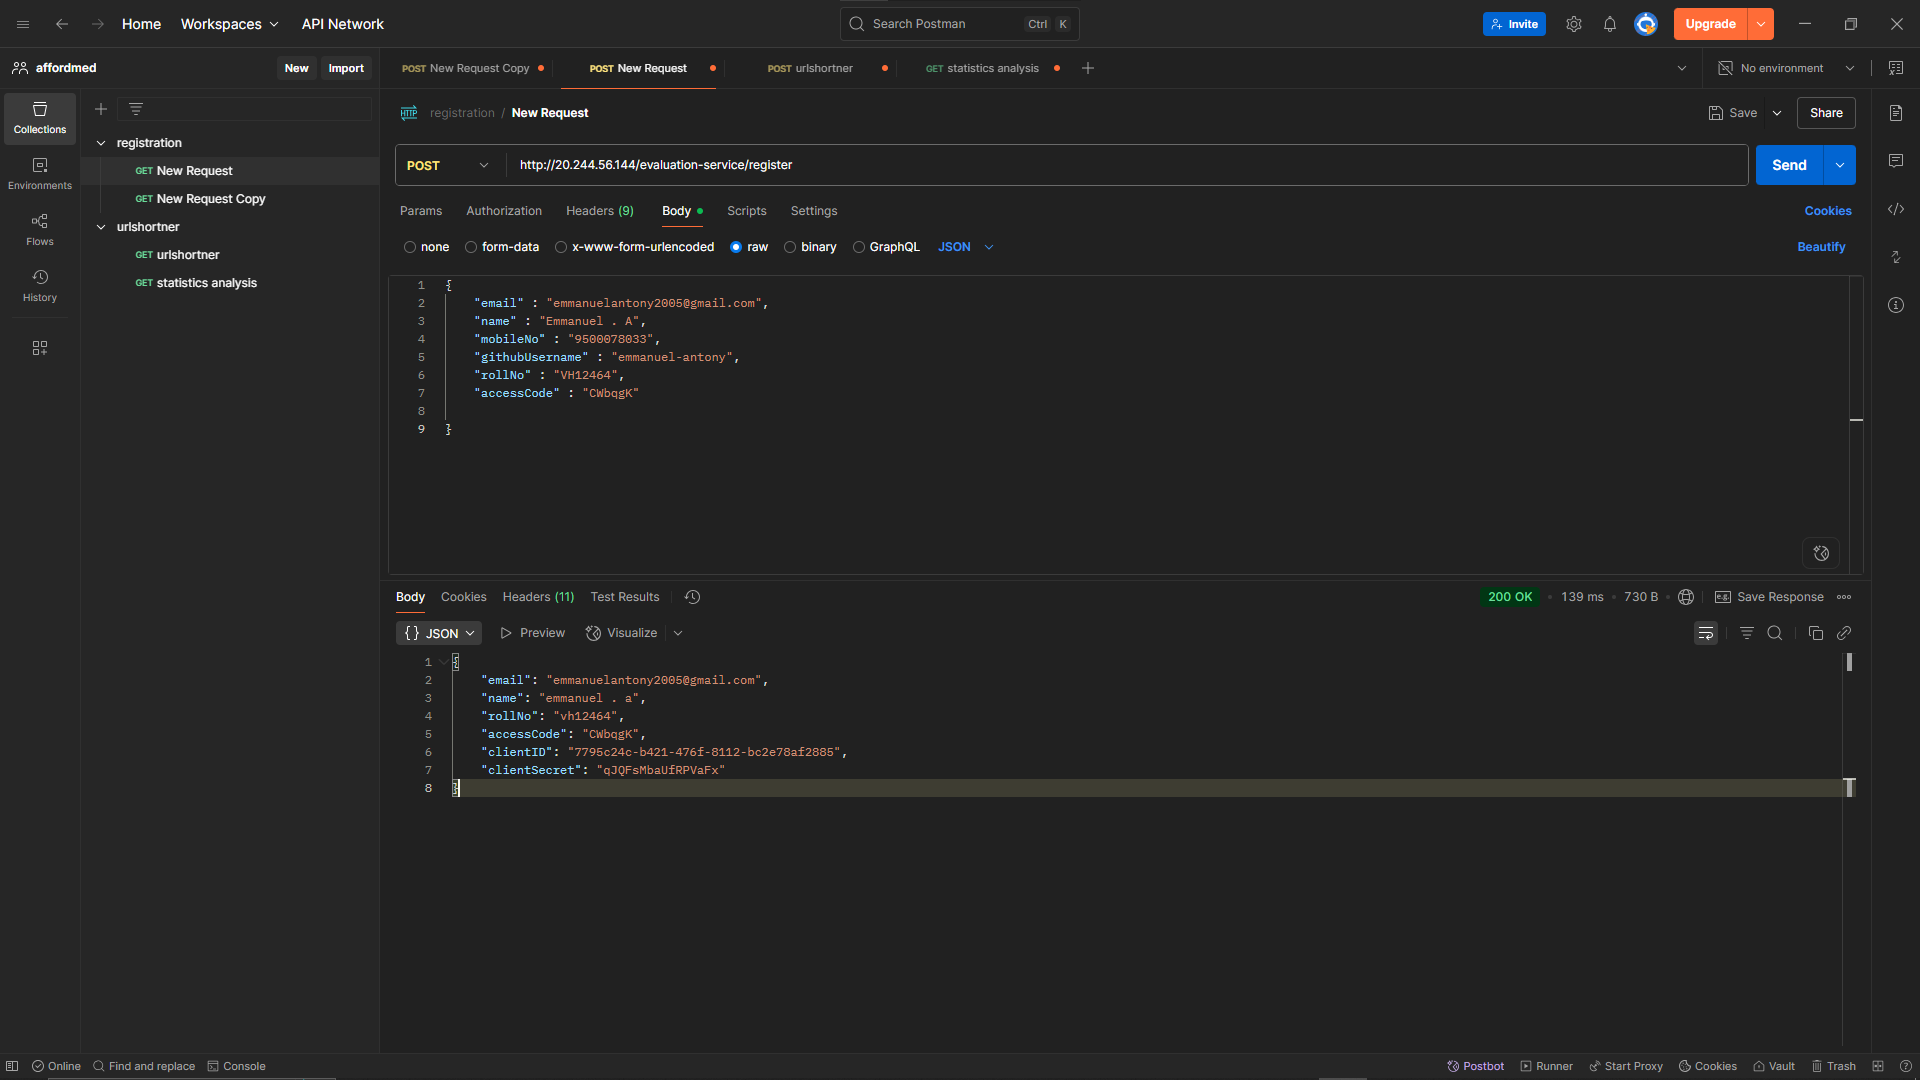 Home Workspaces API Network Search Postman Ctrl K Invite Upgrade
affordmed New Import POST New Request Copy POST New Request POST urlshortner GET statistics analysis No environment
Collections
Environments
Flows
History
registration
GET New Request
GET New Request Copy
urlshortner
GET urlshortner
GET statistics analysis
HTTP registration / New Request Save Share
POST http://20.244.56.144/evaluation-service/register Send
Params Authorization Headers (9) Body Scripts Settings Cookies
none form-data x-www-form-urlencoded raw binary GraphQL JSON Beautify
1 {
2 "email" : "emmanuelantony2005@gmail.com",
3 "name" : "Emmanuel . A",
4 "mobileNo" : "9500078033",
5 "githubUsername" : "emmanuel-antony",
6 "rollNo" : "VH12464",
7 "accessCode" : "CWbqgK"
8
9 }
Body Cookies Headers (11) Test Results 200 OK • 139 ms • 730 B • e.g. Save Response
{} JSON Preview Visualize
1 {
2 "email": "emmanuelantony2005@gmail.com",
3 "name": "emmanuel . a",
4 "rollNo": "vh12464",
5 "accessCode": "CWbqgK",
6 "clientID": "7795c24c-b421-476f-8112-bc2e78af2885",
7 "clientSecret": "qJQFsMbaUfRPVaFx"
8 }
Online Find and replace Console Postbot Runner Start Proxy Cookies Vault Trash